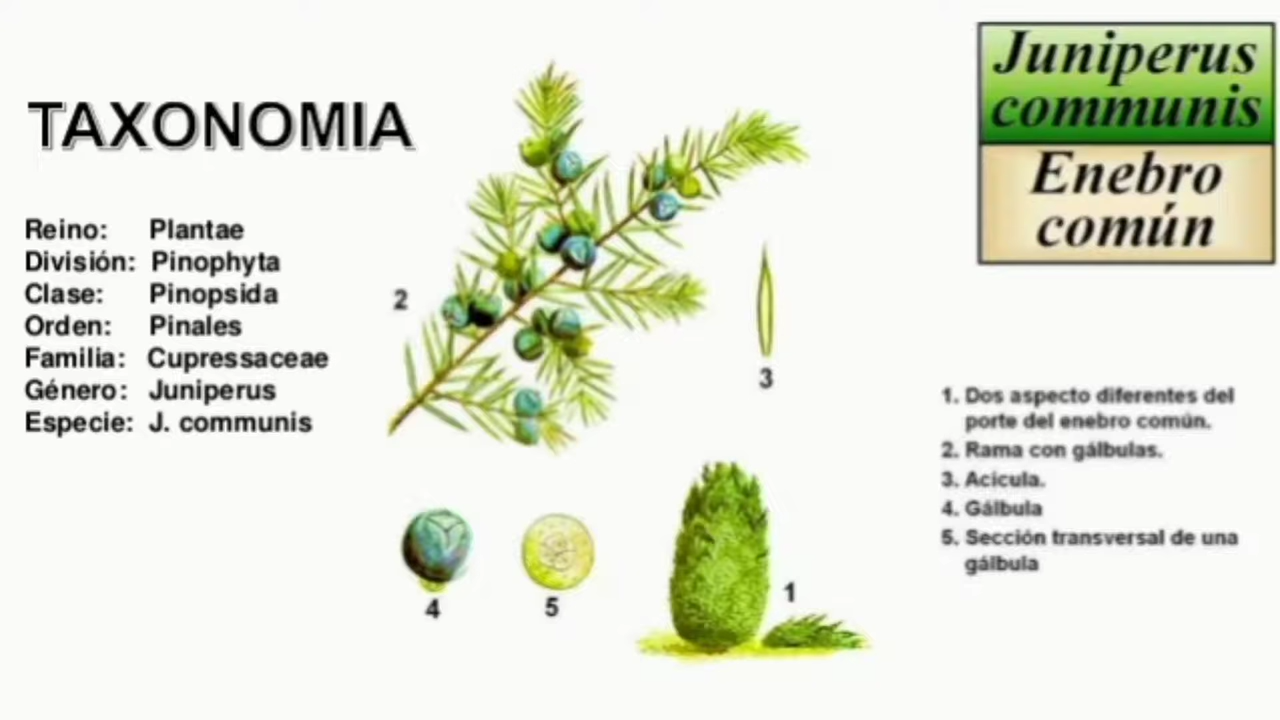 TAXONOMIA
Reino: Plantae
División: Pinophyta
Clase: Pinopsida
Orden: Pinales
Familia: Cupressaceae
Género: Juniperus
Especie: J. communis
Juniperus
communis
Enebro
común
2
3
4
5
1
1. Dos aspecto diferentes del
porte del enebro común.
2. Rama con gálbulas.
3. Acicula.
4. Gálbula
5. Sección transversal de una
gálbula